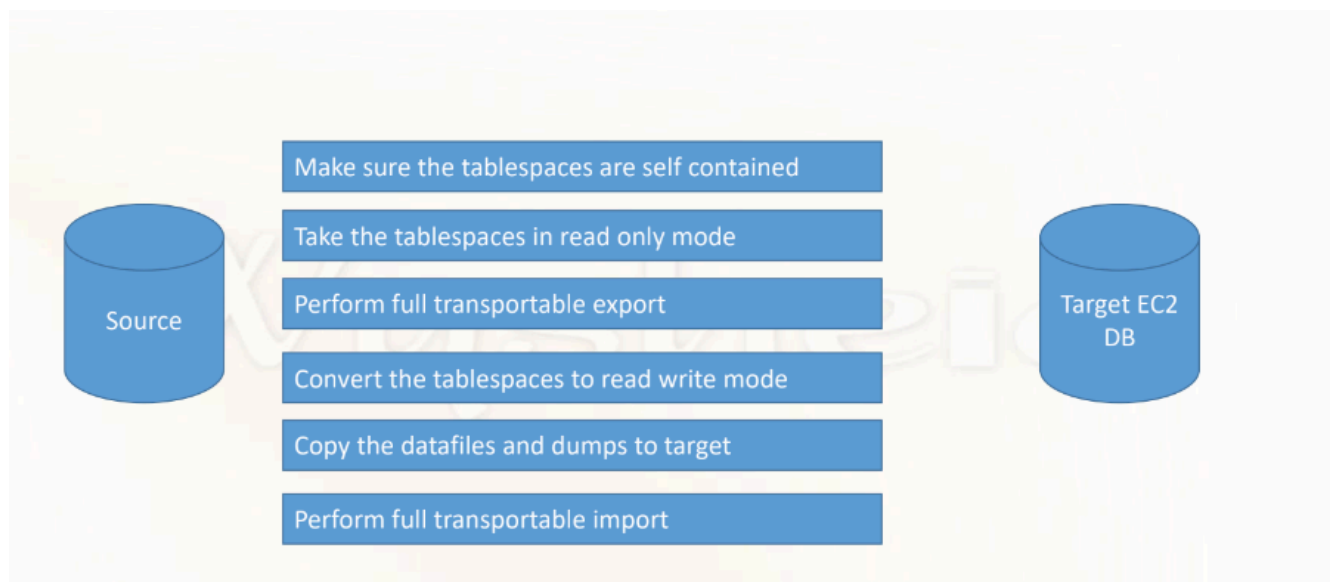 Make sure the tablespaces are self contained
Take the tablespaces in read only mode
Perform full transportable export
Source
Target EC2
DB
Convert the tablespaces to read write mode
Copy the datafiles and dumps to target
Perform full transportable import